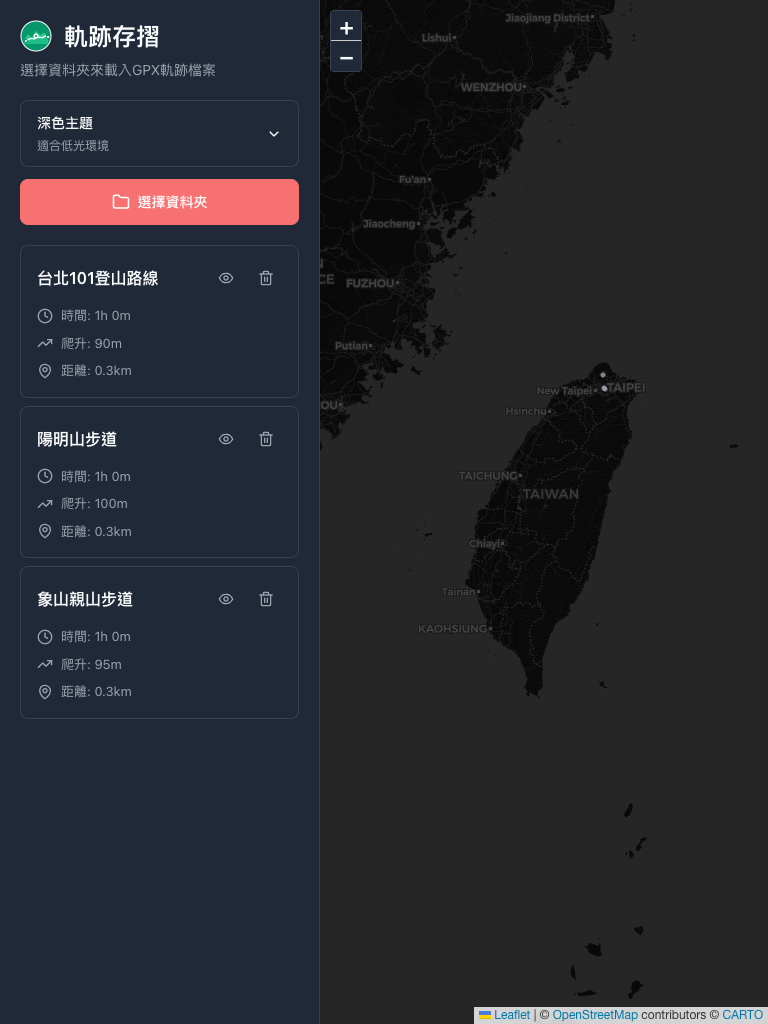 軌跡存摺
選擇資料夾來載入GPX軌跡檔案
深色主題
適合低光環境
選擇資料夾
台北101登山路線
時間: 1h 0m
爬升: 90m
距離: 0.3km
陽明山步道
時間: 1h 0m
爬升: 100m
距離: 0.3km
象山親山步道
時間: 1h 0m
爬升: 95m
距離: 0.3km
+
−
Jiaojiang District
Lishui
WENZHOU
Fu'an
Jiaocheng
N
CE
FUZHOU
Putian
OU
New Taipei
TAIPEI
Hsinchu
TAICHUNG
TAIWAN
Chiayi
Tainan
KAOHSIUNG
Leaflet | © OpenStreetMap contributors © CARTO